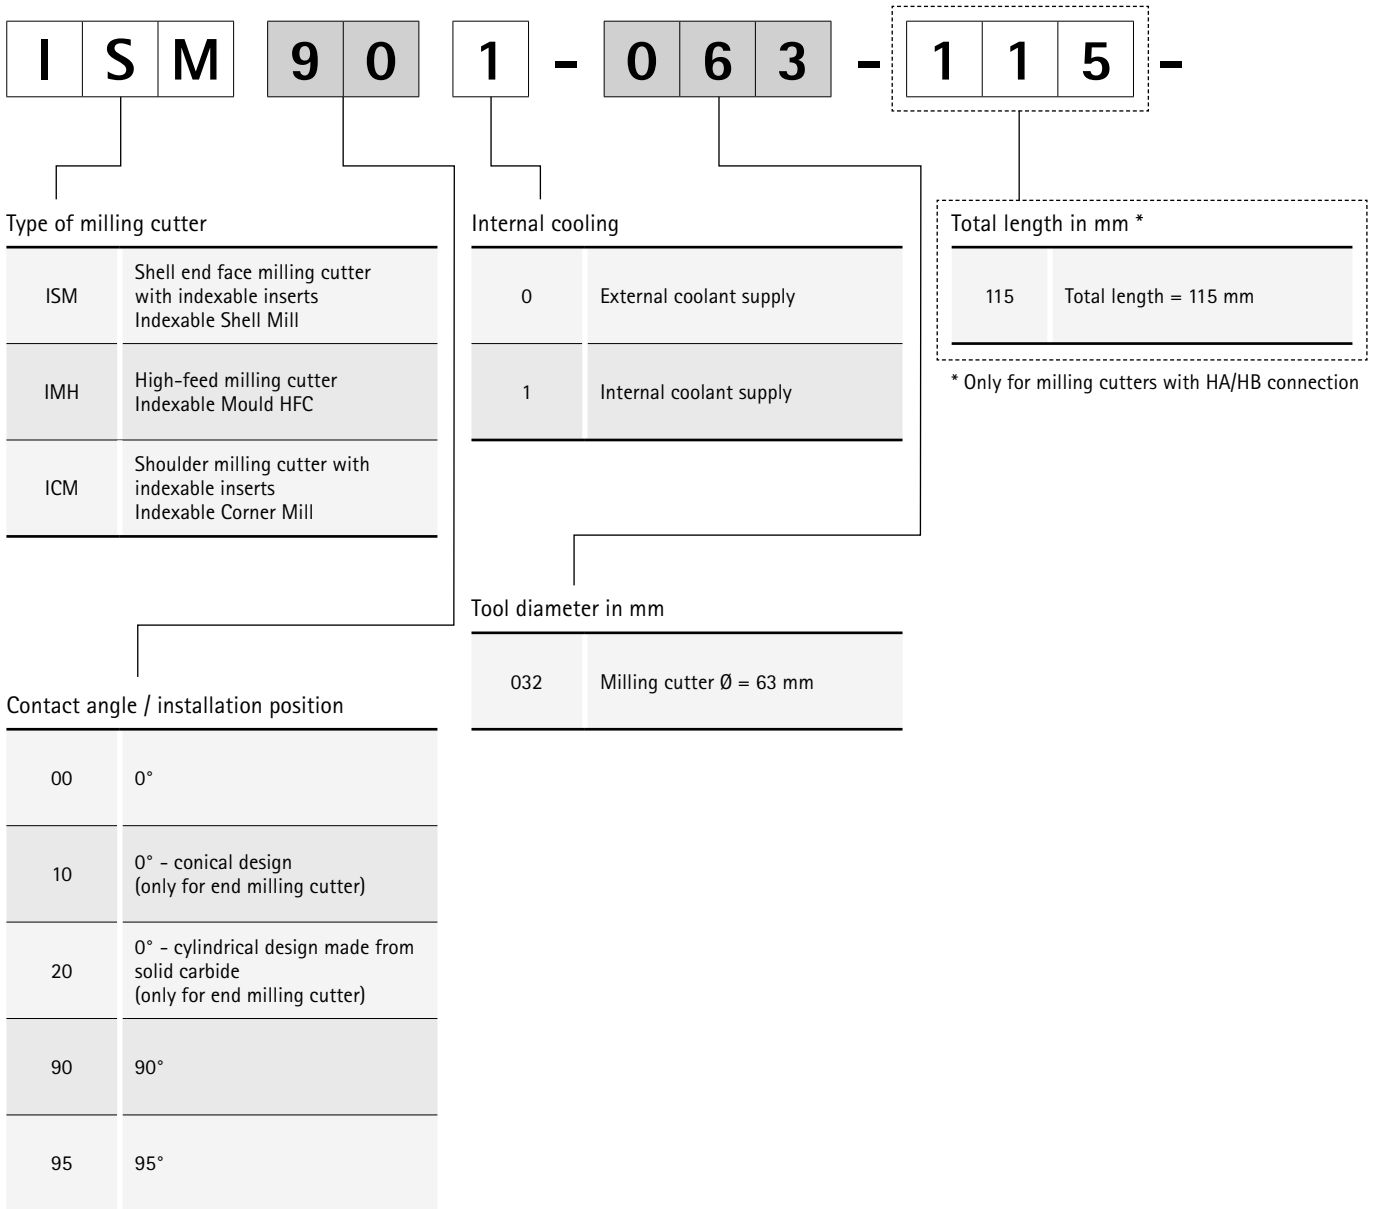 I S M 9 0 1 - 0 6 3 - 1 1 5 -
Type of milling cutter
ISM
Shell end face milling cutter
with indexable inserts
Indexable Shell Mill
IMH
High-feed milling cutter
Indexable Mould HFC
ICM
Shoulder milling cutter with
indexable inserts
Indexable Corner Mill
Internal cooling
0
External coolant supply
1
Internal coolant supply
Total length in mm *
115
Total length = 115 mm
* Only for milling cutters with HA/HB connection
Tool diameter in mm
032
Milling cutter Ø = 63 mm
Contact angle / installation position
00
0°
10
0° - conical design
(only for end milling cutter)
20
0° - cylindrical design made from
solid carbide
(only for end milling cutter)
90
90°
95
95°